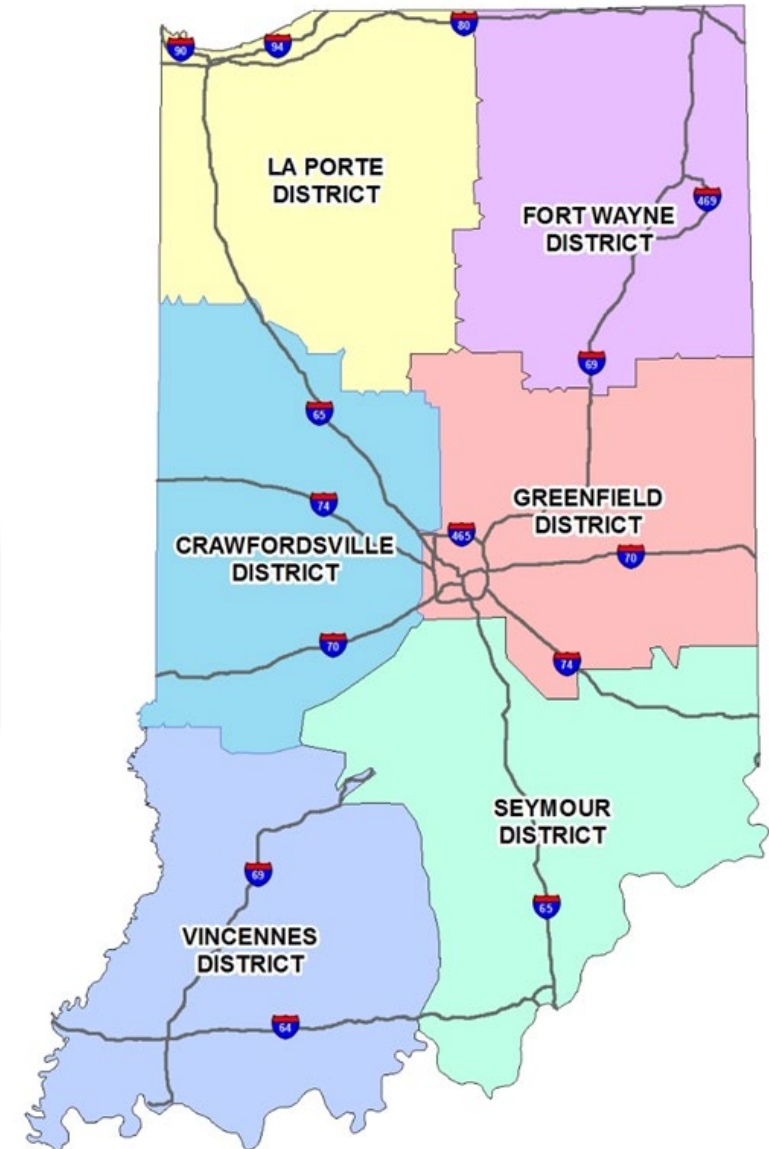 80
90
94
LA PORTE
DISTRICT
469
FORT WAYNE
DISTRICT
69
65
74
GREENFIELD
DISTRICT
465
CRAWFORDSVILLE
DISTRICT
70
70
74
SEYMOUR
DISTRICT
69
65
VINCENNES
DISTRICT
64